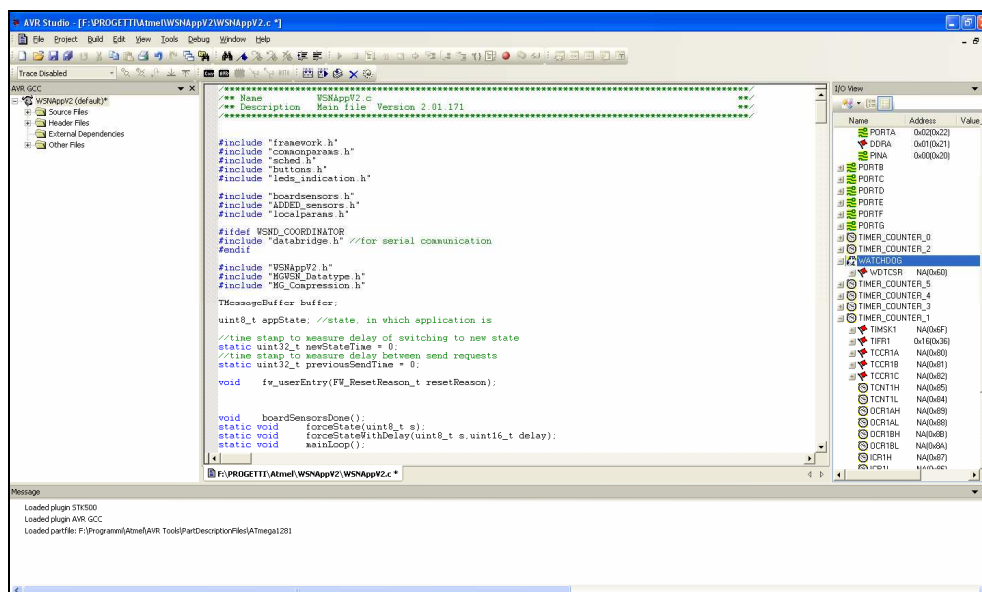 AVR Studio - [F:\PROGETTI\Atmel\WSNAppV2\WSNAppV2.c *]
File Project Build Edit View Tools Debug Window Help
Trace Disabled
AVR GCC
WSNAppV2 (default)*
Source Files
Header Files
External Dependencies
Other Files
/*****************************************************************************/
/** Name WSNAppV2.c **/
/** Description Main file Version 2.01.171 **/
/*****************************************************************************/
#include "framework.h"
#include "commonparams.h"
#include "sched.h"
#include "buttons.h"
#include "leds_indication.h"
#include "boardsensors.h"
#include "ADDED_sensors.h"
#include "localparams.h"
#ifdef WSND_COORDINATOR
#include "databridge.h" //for serial communication
#endif
#include "WSNAppV2.h"
#include "MGWSN_Datatype.h"
#include "MG_Compression.h"
TMessageBuffer buffer;
uint8_t appState; //state, in which application is
//time stamp to measure delay of switching to new state
static uint32_t newStateTime = 0;
//time stamp to measure delay between send requests
static uint32_t previousSendTime = 0;
void fw_userEntry(FW_ResetReason_t resetReason);
void boardSensorsDone();
static void forceState(uint8_t s);
static void forceStateWithDelay(uint8_t s,uint16_t delay);
static void mainLoop();
F:\PROGETTI\Atmel\WSNAppV2\WSNAppV2.c *
I/O View
Name Address Value
PORTA 0x02(0x22)
DDRA 0x01(0x21)
PINA 0x00(0x20)
PORTB
PORTC
PORTD
PORTE
PORTF
PORTG
TIMER_COUNTER_0
TIMER_COUNTER_2
WATCHDOG
WDTCSR NA(0x60)
TIMER_COUNTER_5
TIMER_COUNTER_4
TIMER_COUNTER_3
TIMER_COUNTER_1
TIMSK1 NA(0x6F)
TIFR1 0x16(0x36)
TCCR1A NA(0x80)
TCCR1B NA(0x81)
TCCR1C NA(0x82)
TCNT1H NA(0x85)
TCNT1L NA(0x84)
OCR1AH NA(0x89)
OCR1AL NA(0x88)
OCR1BH NA(0x8B)
OCR1BL NA(0x8A)
ICR1H NA(0x87)
ICR1L NA(0x86)
Message
Loaded plugin STK500
Loaded plugin AVR GCC
Loaded partfile: F:\Programmi\Atmel\AVR Tools\PartDescriptionFiles\ATmega1281